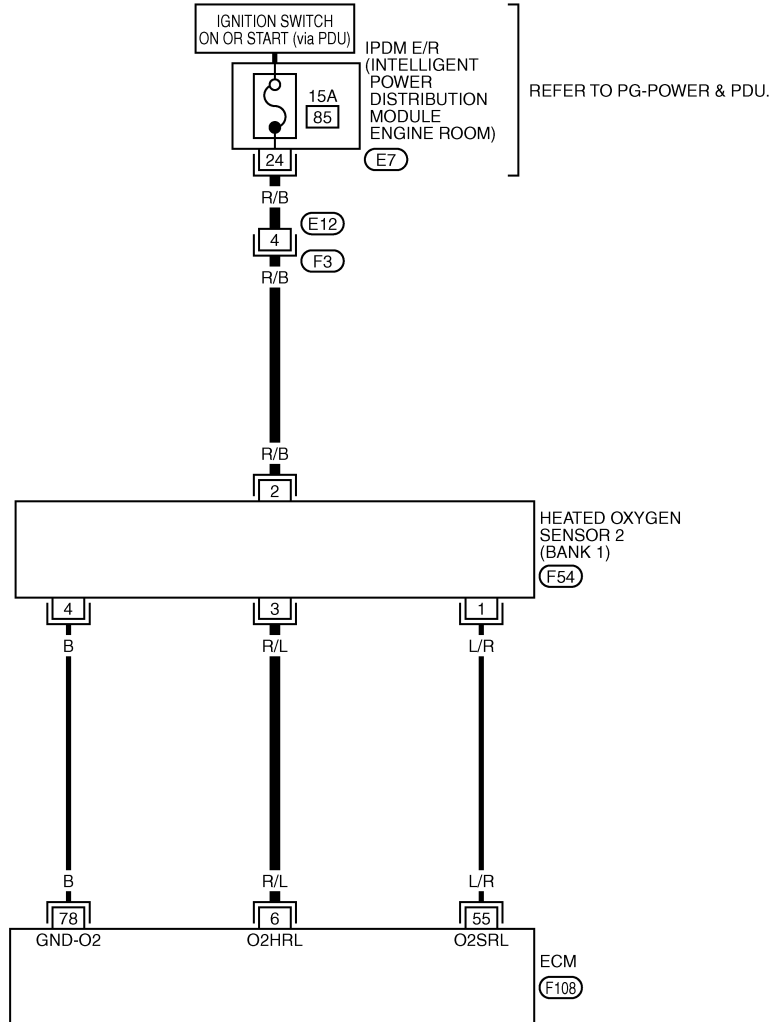 IGNITION SWITCH
ON OR START (via PDU)
IPDM E/R
(INTELLIGENT
POWER
DISTRIBUTION
MODULE
ENGINE ROOM)
REFER TO PG-POWER & PDU.
15A
85
24
E7
R/B
E12
4
F3
R/B
R/B
2
HEATED OXYGEN
SENSOR 2
(BANK 1)
F54
4 3 1
B R/L L/R
B R/L L/R
78 6 55
GND-O2 O2HRL O2SRL
ECM
F108